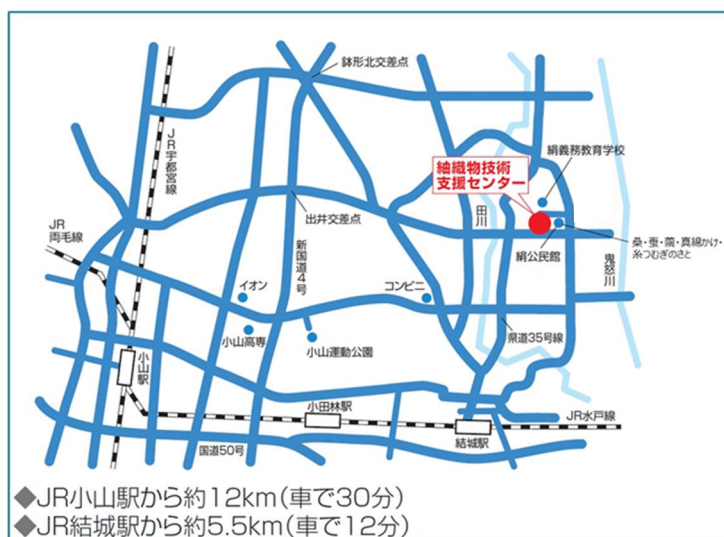 鉢形北交差点
JR宇都宮線
絹義務教育学校
紬織物技術
支援センター
出井交差点
田川
JR
両毛線
新国道4号
絹公民館
桑・蚕・繭・真綿かけ・
糸つむぎのさと
鬼怒川
イオン
コンビニ
小山高専
小山運動公園
県道35号線
小山駅
小田林駅
JR水戸線
国道50号
結城駅
◆JR小山駅から約12km(車で30分)
◆JR結城駅から約5.5km(車で12分)